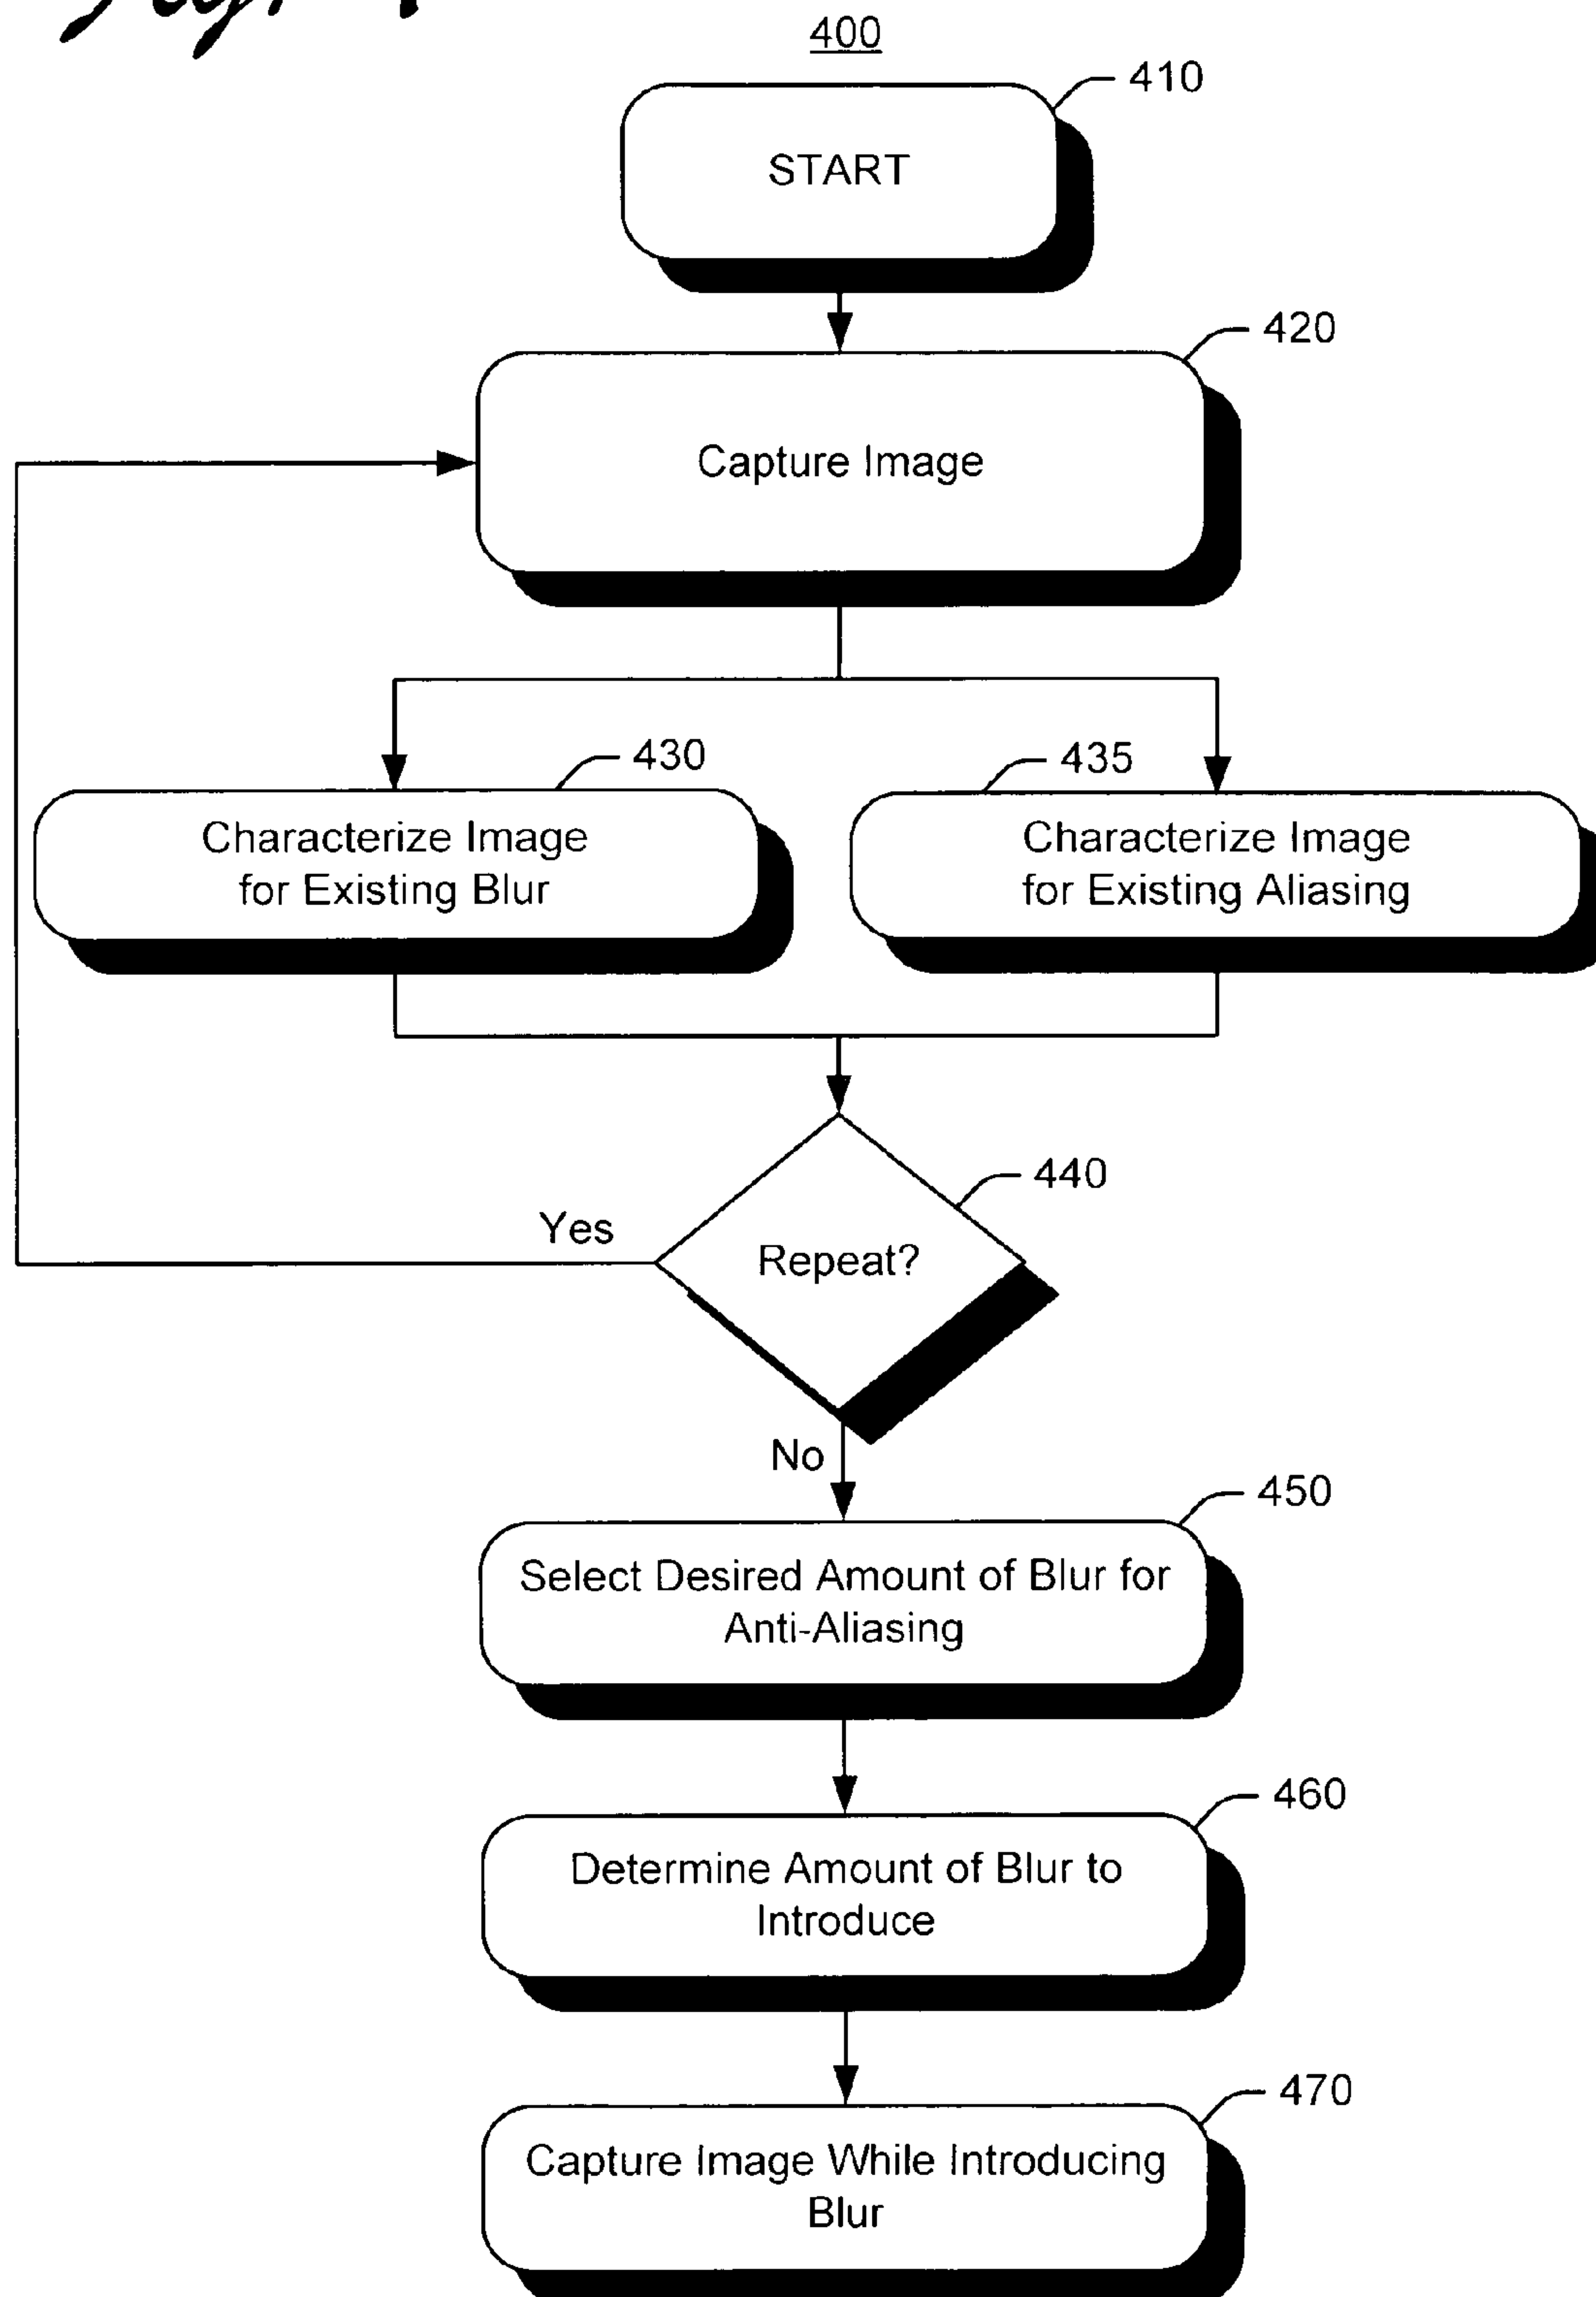 400
410
START
420
Capture Image
430
435
Characterize Image
for Existing Blur
Characterize Image
for Existing Aliasing
440
Yes
Repeat?
No
450
Select Desired Amount of Blur for
Anti-Aliasing
460
Determine Amount of Blur to
Introduce
470
Capture Image While Introducing
Blur